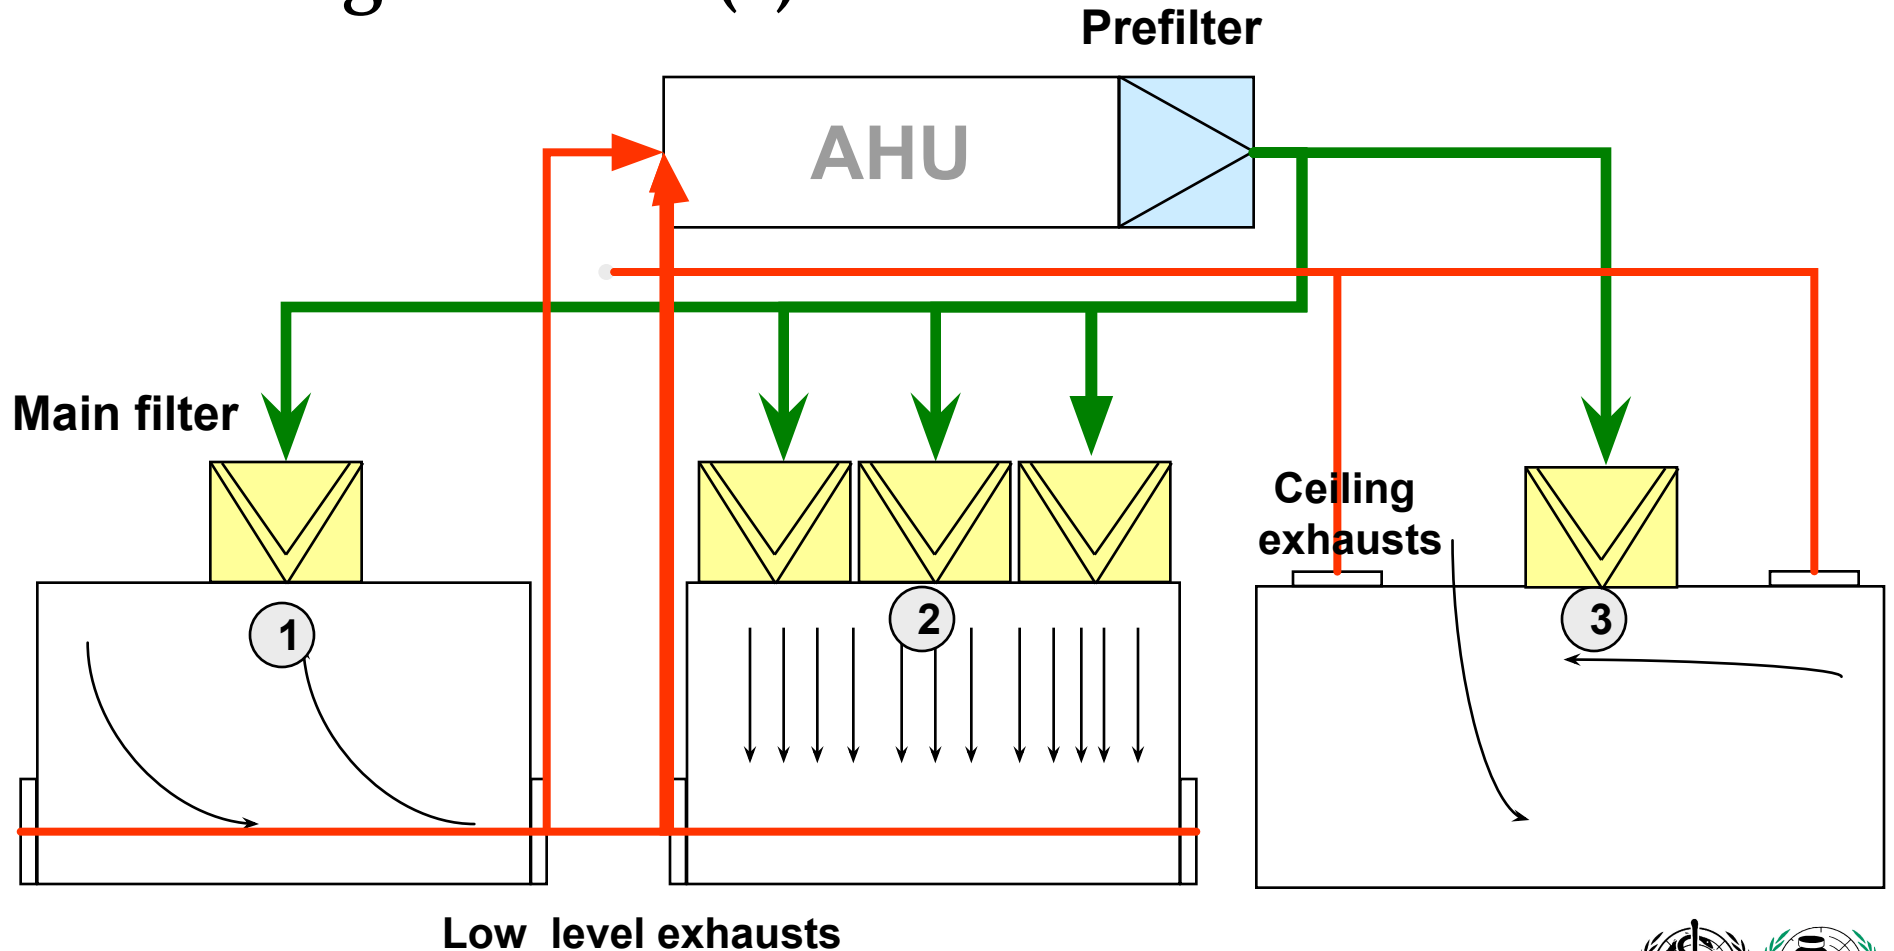 Prefilter
AHU
Main filter
Ceiling
exhausts
1
2
3
Low level exhausts